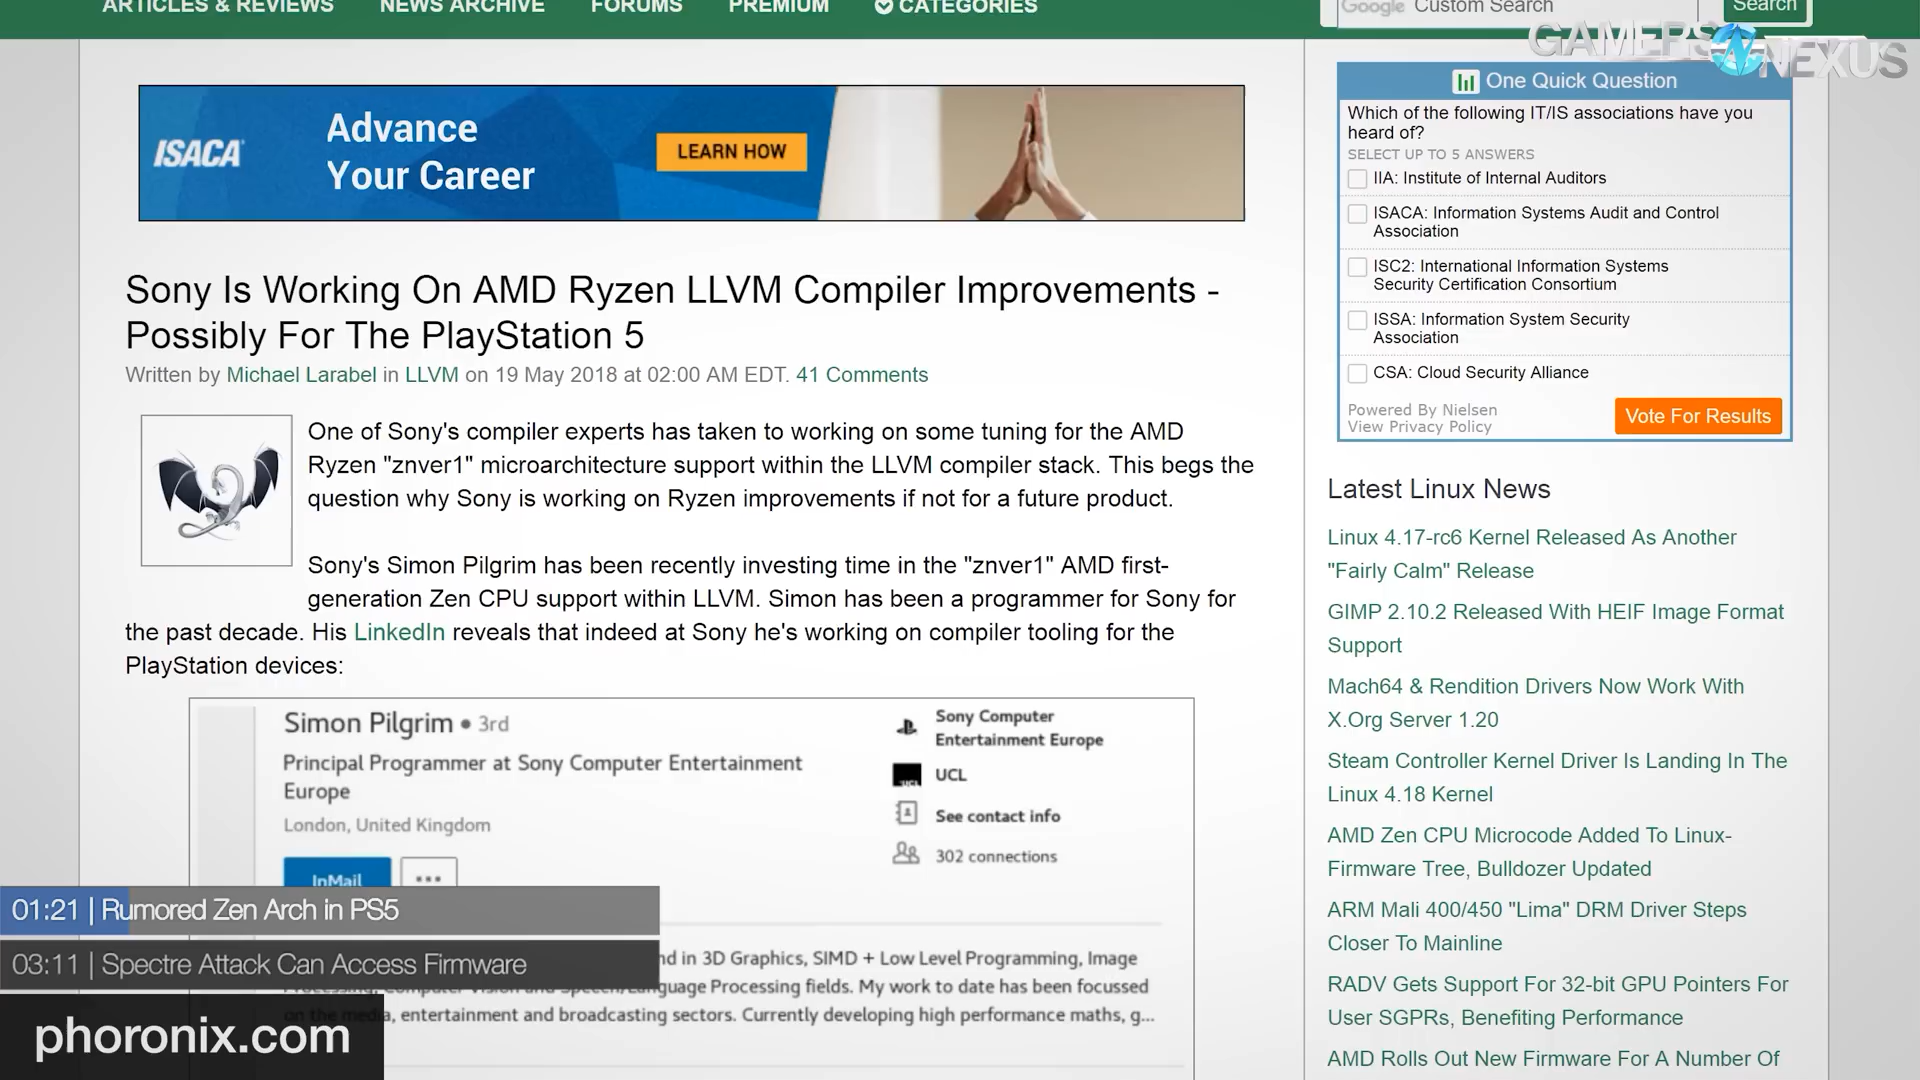 ARTICLES & REVIEWS NEWS ARCHIVE FORUMS PREMIUM CATEGORIES
Google Custom Search Search
GAMERS NEXUS
ISACA
Advance
Your Career
LEARN HOW
Sony Is Working On AMD Ryzen LLVM Compiler Improvements -
Possibly For The PlayStation 5
Written by Michael Larabel in LLVM on 19 May 2018 at 02:00 AM EDT. 41 Comments
One of Sony's compiler experts has taken to working on some tuning for the AMD
Ryzen "znver1" microarchitecture support within the LLVM compiler stack. This begs the
question why Sony is working on Ryzen improvements if not for a future product.
Sony's Simon Pilgrim has been recently investing time in the "znver1" AMD first-
generation Zen CPU support within LLVM. Simon has been a programmer for Sony for
the past decade. His LinkedIn reveals that indeed at Sony he's working on compiler tooling for the
PlayStation devices:
Simon Pilgrim • 3rd
Principal Programmer at Sony Computer Entertainment
Europe
London, United Kingdom
InMail ...
Sony Computer
Entertainment Europe
UCL
UCL
See contact info
302 connections
nd in 3D Graphics, SIMD + Low Level Programming, Image
Processing, Computer Vision and Speech/Language Processing fields. My work to date has been focussed
on the media, entertainment and broadcasting sectors. Currently developing high performance maths, g...
01:21 | Rumored Zen Arch in PS5
03:11 | Spectre Attack Can Access Firmware
phoronix.com
One Quick Question
Which of the following IT/IS associations have you
heard of?
SELECT UP TO 5 ANSWERS
IIA: Institute of Internal Auditors
ISACA: Information Systems Audit and Control
Association
ISC2: International Information Systems
Security Certification Consortium
ISSA: Information System Security
Association
CSA: Cloud Security Alliance
Powered By Nielsen
View Privacy Policy
Vote For Results
Latest Linux News
Linux 4.17-rc6 Kernel Released As Another
"Fairly Calm" Release
GIMP 2.10.2 Released With HEIF Image Format
Support
Mach64 & Rendition Drivers Now Work With
X.Org Server 1.20
Steam Controller Kernel Driver Is Landing In The
Linux 4.18 Kernel
AMD Zen CPU Microcode Added To Linux-
Firmware Tree, Bulldozer Updated
ARM Mali 400/450 "Lima" DRM Driver Steps
Closer To Mainline
RADV Gets Support For 32-bit GPU Pointers For
User SGPRs, Benefiting Performance
AMD Rolls Out New Firmware For A Number Of